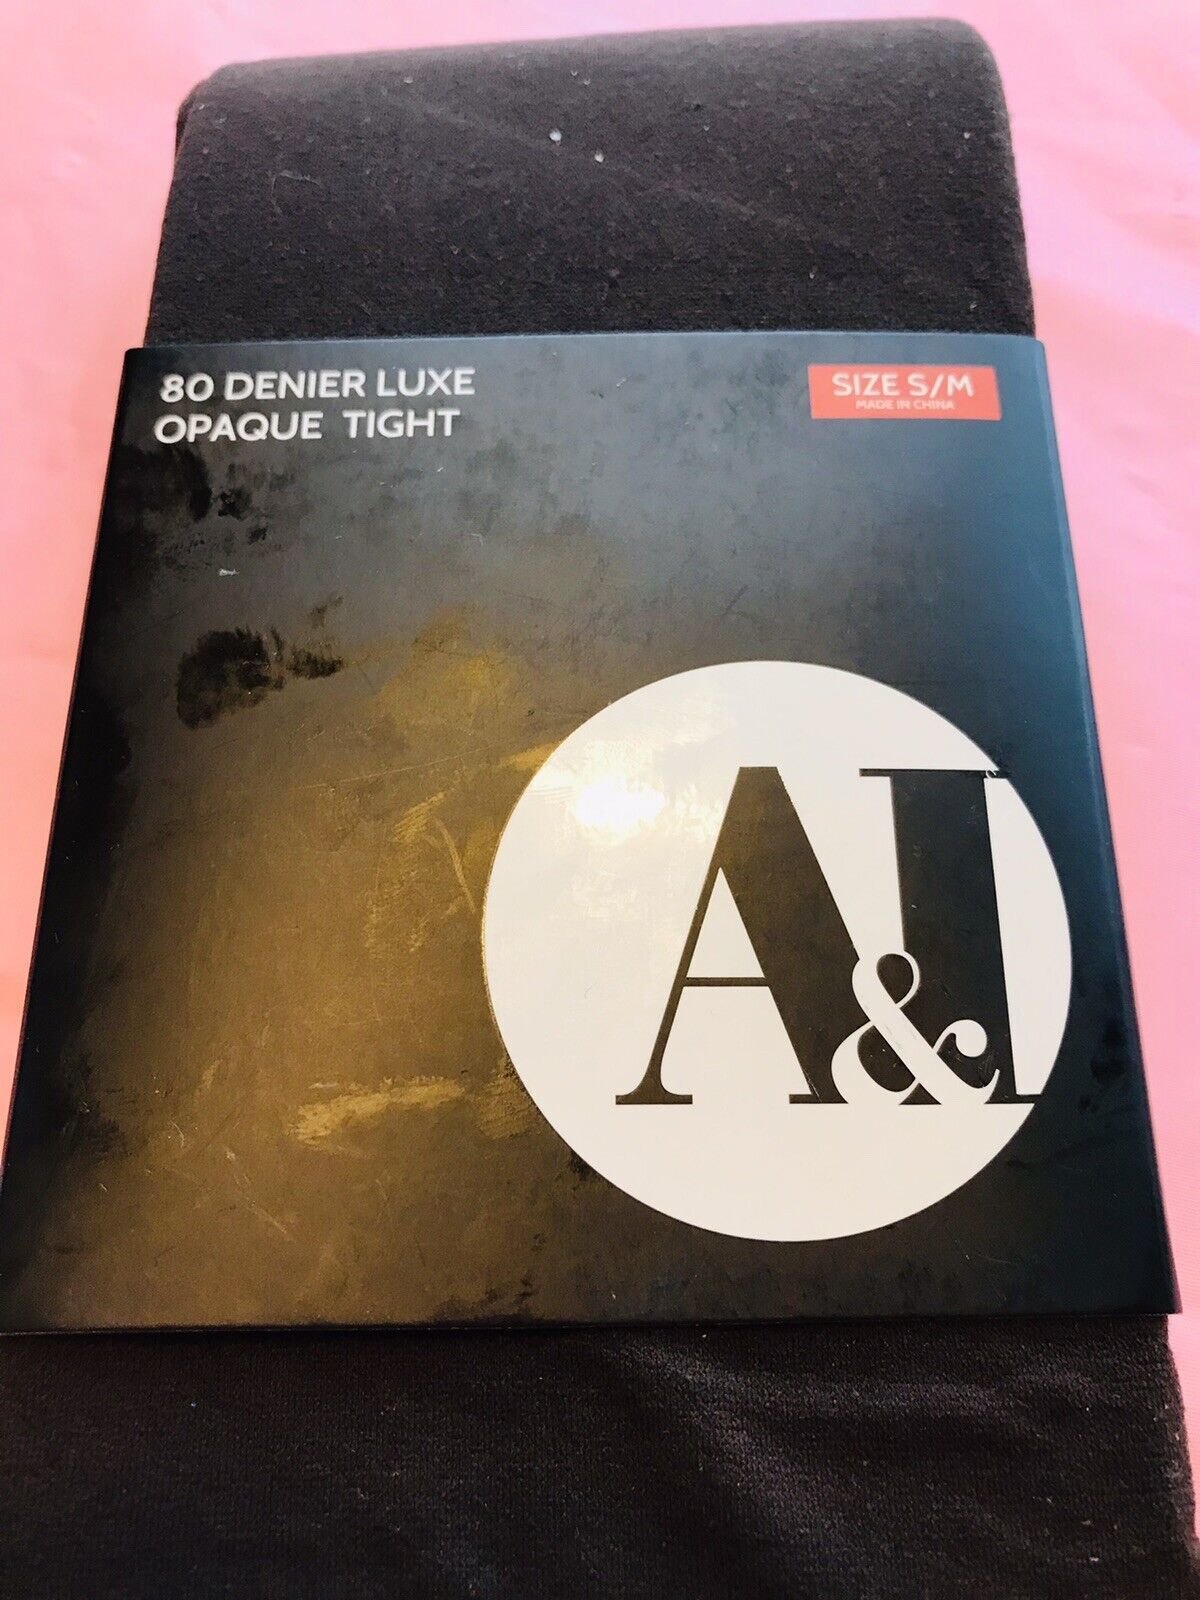 80 DENIER LUXE
OPAQUE TIGHT
SIZE S/M
MADE IN CHINA
A&I